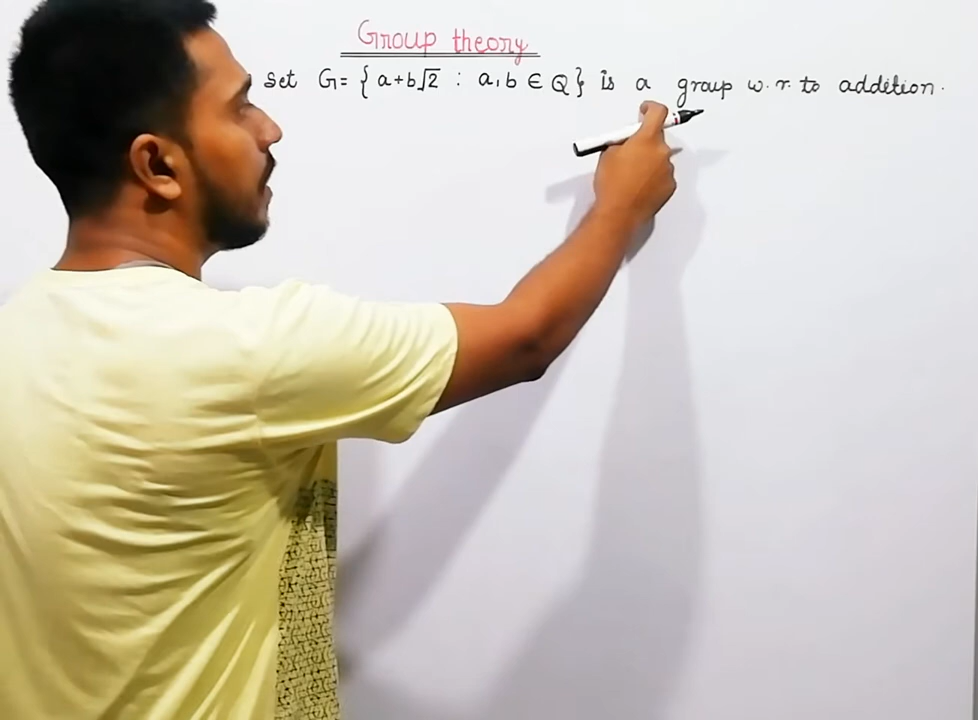 Group theory
set G = { a+b√2 : a, b ∈ Q } is a group w. r. to addition.